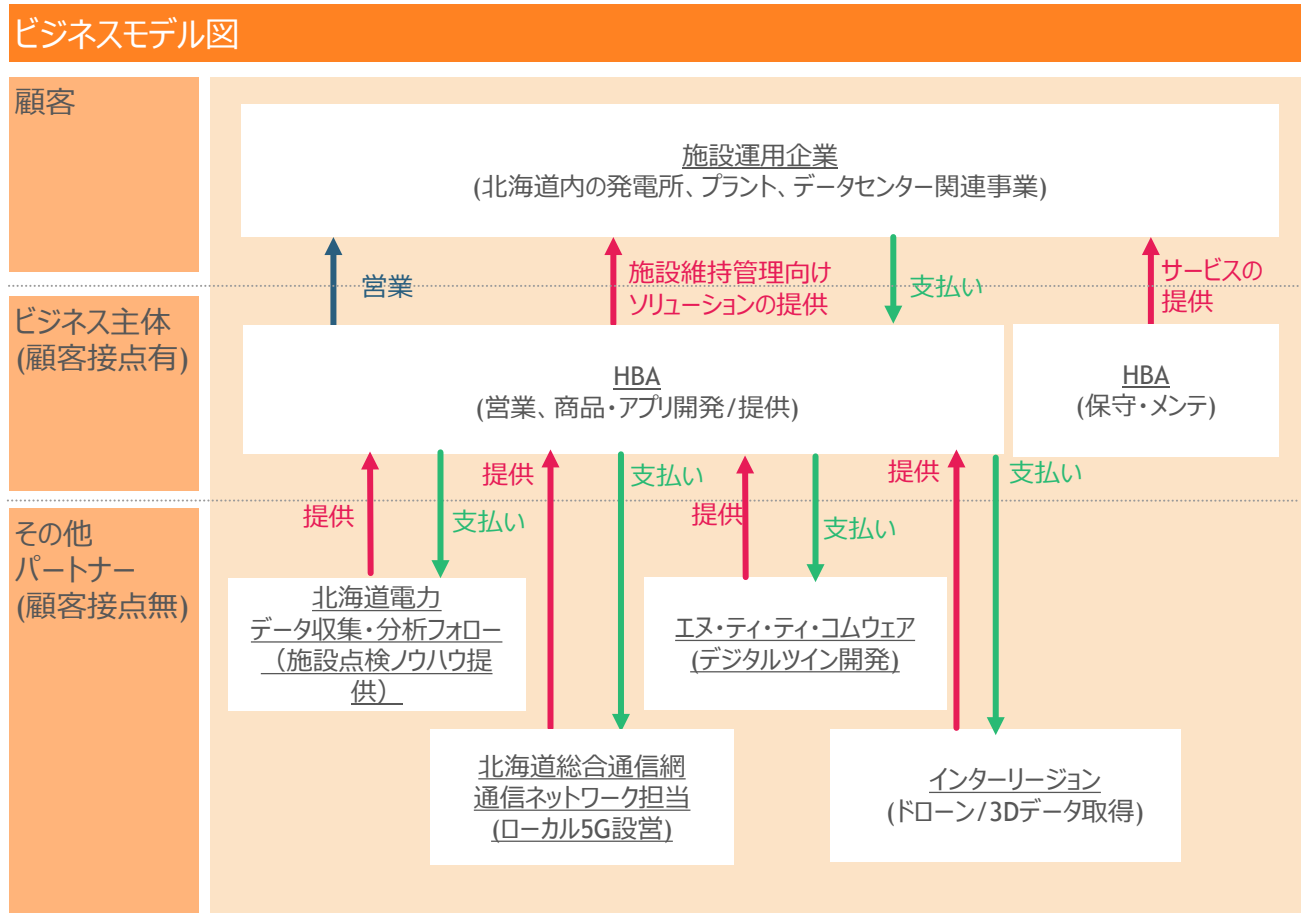 ビジネスモデル図
顧客
施設運用企業
(北海道内の発電所、プラント、データセンター関連事業)
営業
施設維持管理向け
ソリューションの提供
支払い
サービスの
提供
ビジネス主体
(顧客接点有)
HBA
(営業、商品・アプリ開発/提供)
HBA
(保守・メンテ)
提供
支払い
提供
支払い
提供
支払い
提供
支払い
その他
パートナー
(顧客接点無)
北海道電力
データ収集・分析フォロー
（施設点検ノウハウ提
供）
エヌ・ティ・ティ・コムウェア
(デジタルツイン開発)
北海道総合通信網
通信ネットワーク担当
(ローカル5G設営)
インターリージョン
(ドローン/3Dデータ取得)